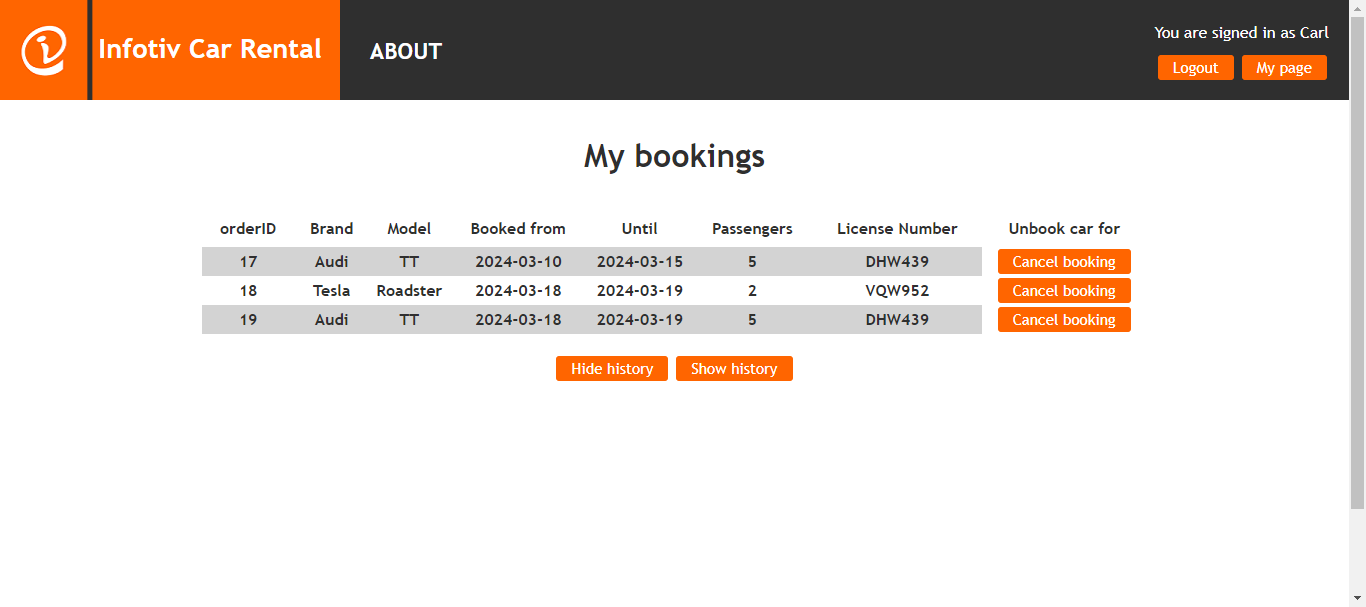 Infotiv Car Rental
ABOUT
You are signed in as Carl
Logout My page
My bookings
orderID Brand Model Booked from Until Passengers License Number Unbook car for
17 Audi TT 2024-03-10 2024-03-15 5 DHW439 Cancel booking
18 Tesla Roadster 2024-03-18 2024-03-19 2 VQW952 Cancel booking
19 Audi TT 2024-03-18 2024-03-19 5 DHW439 Cancel booking
Hide history Show history